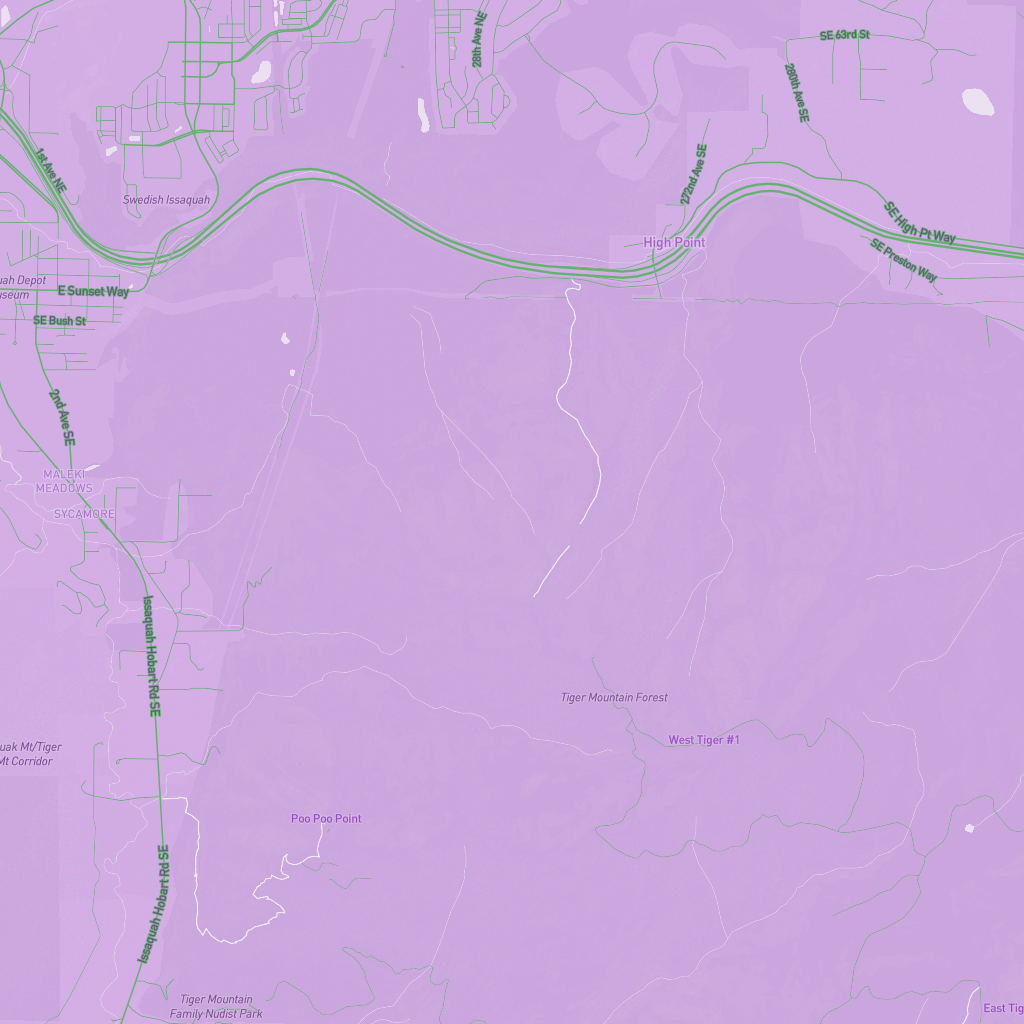 28th Ave NE
SE 63rd St
280th Ave SE
1st Ave NE
272nd Ave SE
Swedish Issaquah
SE High Pt Way
High Point
SE Preston Way
uah Depot
useum
E Sunset Way
SE Bush St
2nd Ave SE
MALEKI
MEADOWS
SYCAMORE
Issaquah Hobart Rd SE
Tiger Mountain Forest
West Tiger #1
uak Mt/Tiger
Mt Corridor
Poo Poo Point
Issaquah Hobart Rd SE
Tiger Mountain
Family Nudist Park
East Tig